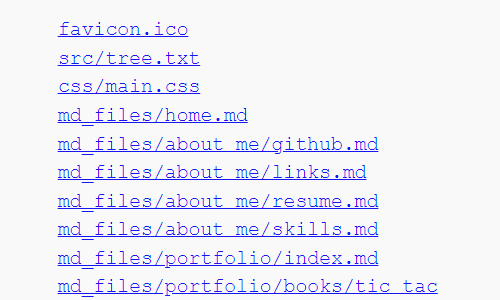 favicon.ico
src/tree.txt
css/main.css
md_files/home.md
md_files/about_me/github.md
md_files/about_me/links.md
md_files/about_me/resume.md
md_files/about_me/skills.md
md_files/portfolio/index.md
md_files/portfolio/books/tic_tac